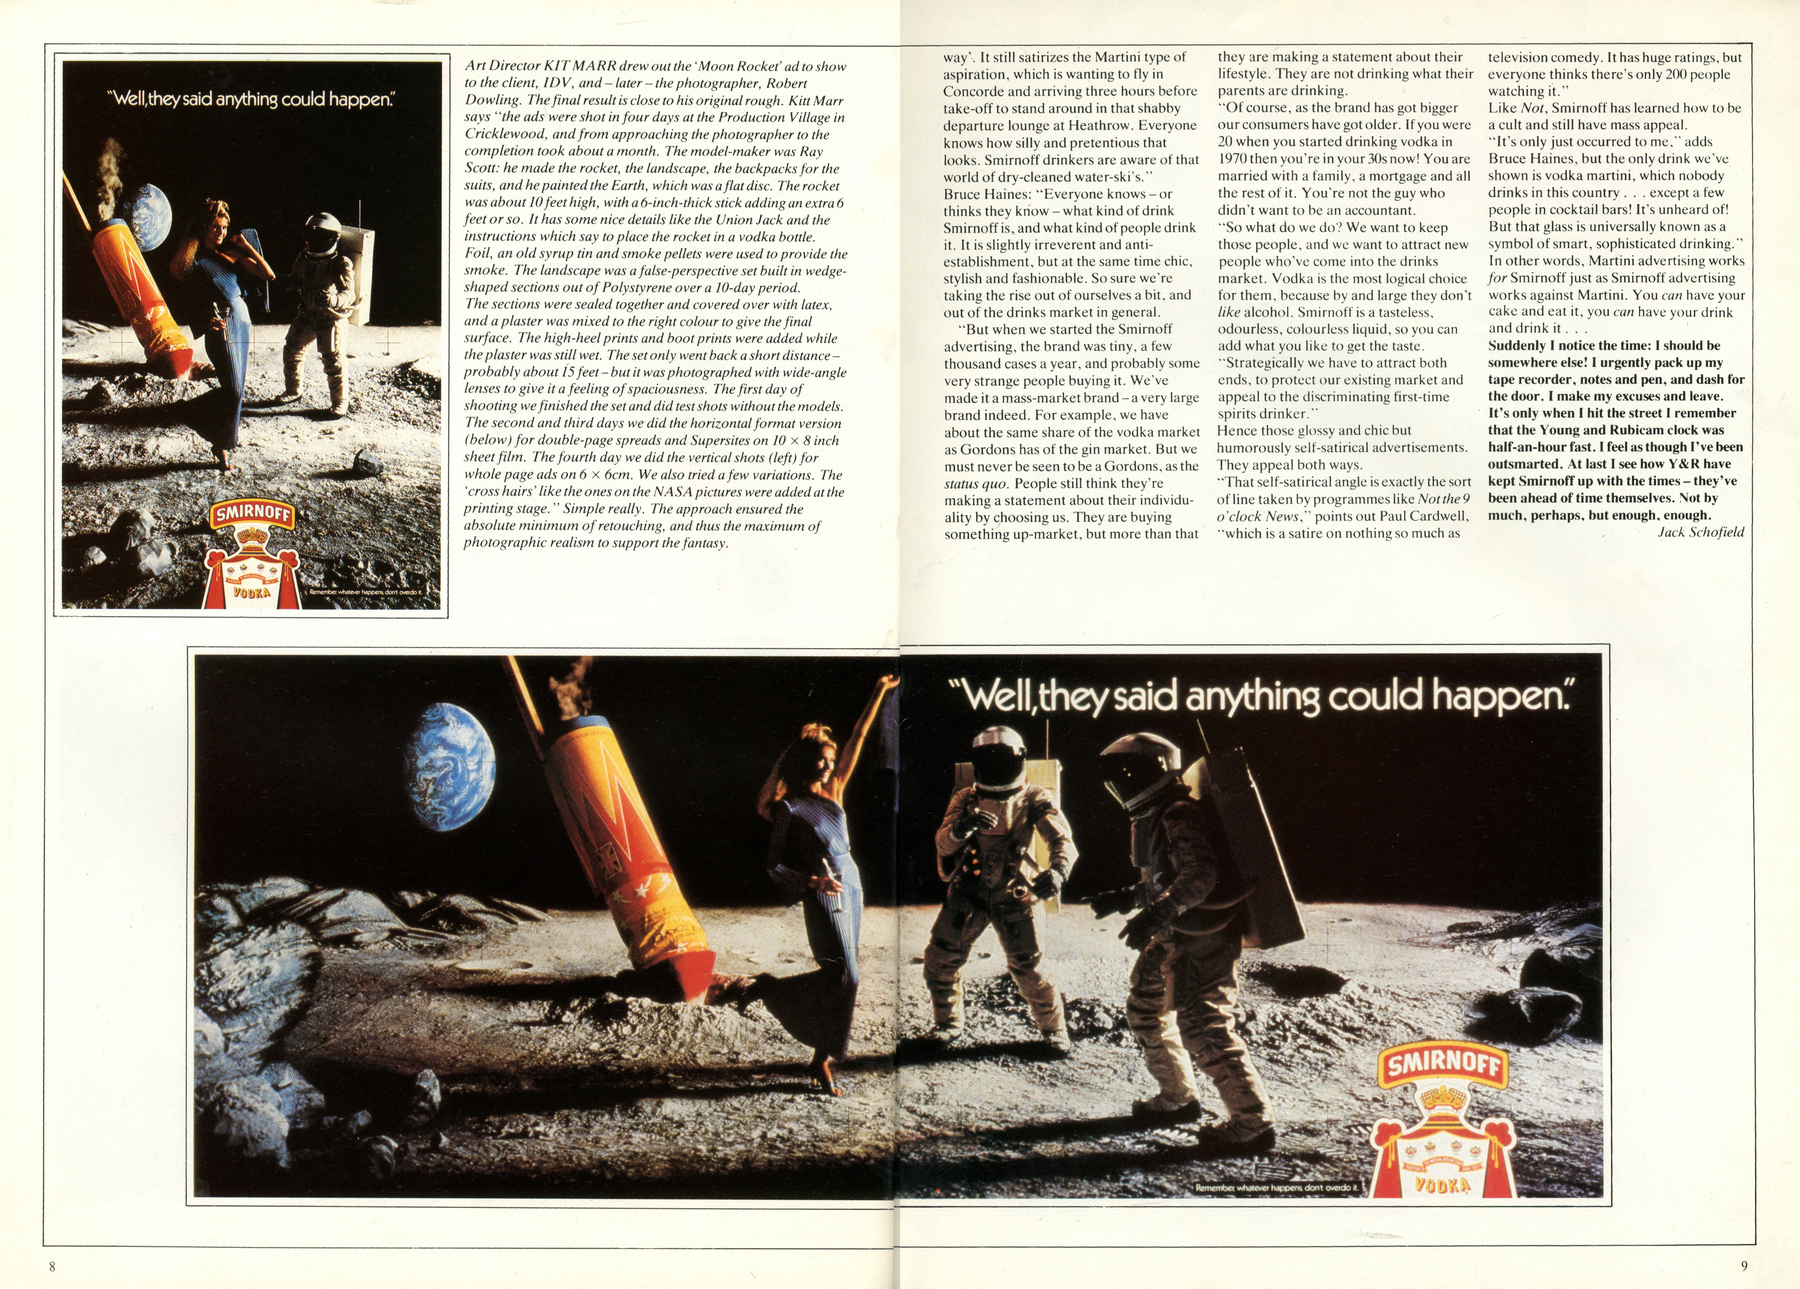 "Well, they said anything could happen."
SMIRNOFF
VODKA
Remember, whatever happens, don't overdo it.
Art Director KIT MARR drew out the 'Moon Rocket' ad to show
to the client, IDV, and – later – the photographer, Robert
Dowling. The final result is close to his original rough. Kitt Marr
says "the ads were shot in four days at the Production Village in
Cricklewood, and from approaching the photographer to the
completion took about a month. The model-maker was Ray
Scott: he made the rocket, the landscape, the backpacks for the
suits, and he painted the Earth, which was a flat disc. The rocket
was about 10 feet high, with a 6-inch-thick stick adding an extra 6
feet or so. It has some nice details like the Union Jack and the
instructions which say to place the rocket in a vodka bottle.
Foil, an old syrup tin and smoke pellets were used to provide the
smoke. The landscape was a false-perspective set built in wedge-
shaped sections out of Polystyrene over a 10-day period.
The sections were sealed together and covered over with latex,
and a plaster was mixed to the right colour to give the final
surface. The high-heel prints and boot prints were added while
the plaster was still wet. The set only went back a short distance –
probably about 15 feet – but it was photographed with wide-angle
lenses to give it a feeling of spaciousness. The first day of
shooting we finished the set and did test shots without the models.
The second and third days we did the horizontal format version
(below) for double-page spreads and Supersites on 10 × 8 inch
sheet film. The fourth day we did the vertical shots (left) for
whole page ads on 6 × 6cm. We also tried a few variations. The
'cross hairs' like the ones on the NASA pictures were added at the
printing stage." Simple really. The approach ensured the
absolute minimum of retouching, and thus the maximum of
photographic realism to support the fantasy.
way'. It still satirizes the Martini type of
aspiration, which is wanting to fly in
Concorde and arriving three hours before
take-off to stand around in that shabby
departure lounge at Heathrow. Everyone
knows how silly and pretentious that
looks. Smirnoff drinkers are aware of that
world of dry-cleaned water-ski's."
Bruce Haines: "Everyone knows – or
thinks they know – what kind of drink
Smirnoff is, and what kind of people drink
it. It is slightly irreverent and anti-
establishment, but at the same time chic,
stylish and fashionable. So sure we're
taking the rise out of ourselves a bit, and
out of the drinks market in general.
"But when we started the Smirnoff
advertising, the brand was tiny, a few
thousand cases a year, and probably some
very strange people buying it. We've
made it a mass-market brand – a very large
brand indeed. For example, we have
about the same share of the vodka market
as Gordons has of the gin market. But we
must never be seen to be a Gordons, as the
status quo. People still think they're
making a statement about their individu-
ality by choosing us. They are buying
something up-market, but more than that
they are making a statement about their
lifestyle. They are not drinking what their
parents are drinking.
"Of course, as the brand has got bigger
our consumers have got older. If you were
20 when you started drinking vodka in
1970 then you're in your 30s now! You are
married with a family, a mortgage and all
the rest of it. You're not the guy who
didn't want to be an accountant.
"So what do we do? We want to keep
those people, and we want to attract new
people who've come into the drinks
market. Vodka is the most logical choice
for them, because by and large they don't
like alcohol. Smirnoff is a tasteless,
odourless, colourless liquid, so you can
add what you like to get the taste.
"Strategically we have to attract both
ends, to protect our existing market and
appeal to the discriminating first-time
spirits drinker."
Hence those glossy and chic but
humorously self-satirical advertisements.
They appeal both ways.
"That self-satirical angle is exactly the sort
of line taken by programmes like Not the 9
o'clock News," points out Paul Cardwell,
"which is a satire on nothing so much as
television comedy. It has huge ratings, but
everyone thinks there's only 200 people
watching it."
Like Not, Smirnoff has learned how to be
a cult and still have mass appeal.
"It's only just occurred to me," adds
Bruce Haines, but the only drink we've
shown is vodka martini, which nobody
drinks in this country . . . except a few
people in cocktail bars! It's unheard of!
But that glass is universally known as a
symbol of smart, sophisticated drinking."
In other words, Martini advertising works
for Smirnoff just as Smirnoff advertising
works against Martini. You can have your
cake and eat it, you can have your drink
and drink it . . .
Suddenly I notice the time: I should be
somewhere else! I urgently pack up my
tape recorder, notes and pen, and dash for
the door. I make my excuses and leave.
It's only when I hit the street I remember
that the Young and Rubicam clock was
half-an-hour fast. I feel as though I've been
outsmarted. At last I see how Y&R have
kept Smirnoff up with the times – they've
been ahead of time themselves. Not by
much, perhaps, but enough, enough.
Jack Schofield
"Well, they said anything could happen."
SMIRNOFF
VODKA
Remember, whatever happens, don't overdo it.
8
9